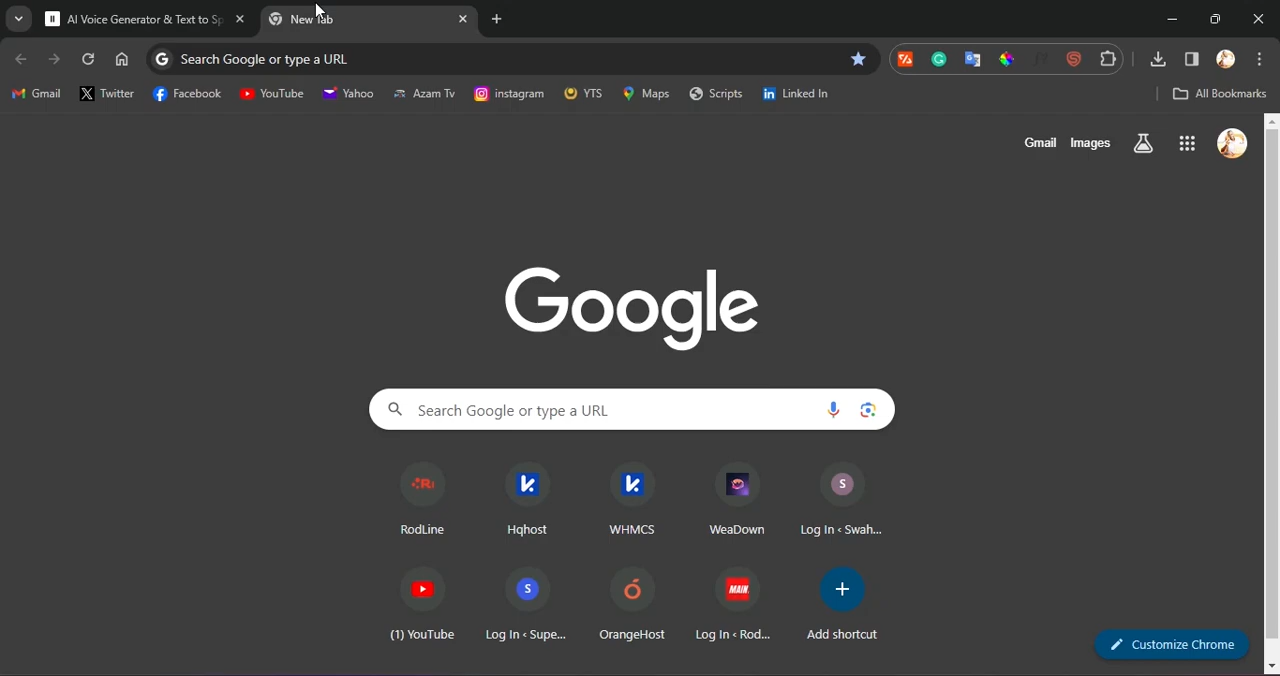 AI Voice Generator & Text to Sp
New Tab
Search Google or type a URL
Gmail Twitter Facebook YouTube Yahoo Azam Tv instagram YTS Maps Scripts Linked In All Bookmarks
Gmail Images
Google
Search Google or type a URL
RodLine Hqhost WHMCS WeaDown Log In ‹ Swah...
(1) YouTube Log In ‹ Supe... OrangeHost Log In ‹ Rod... Add shortcut
Customize Chrome